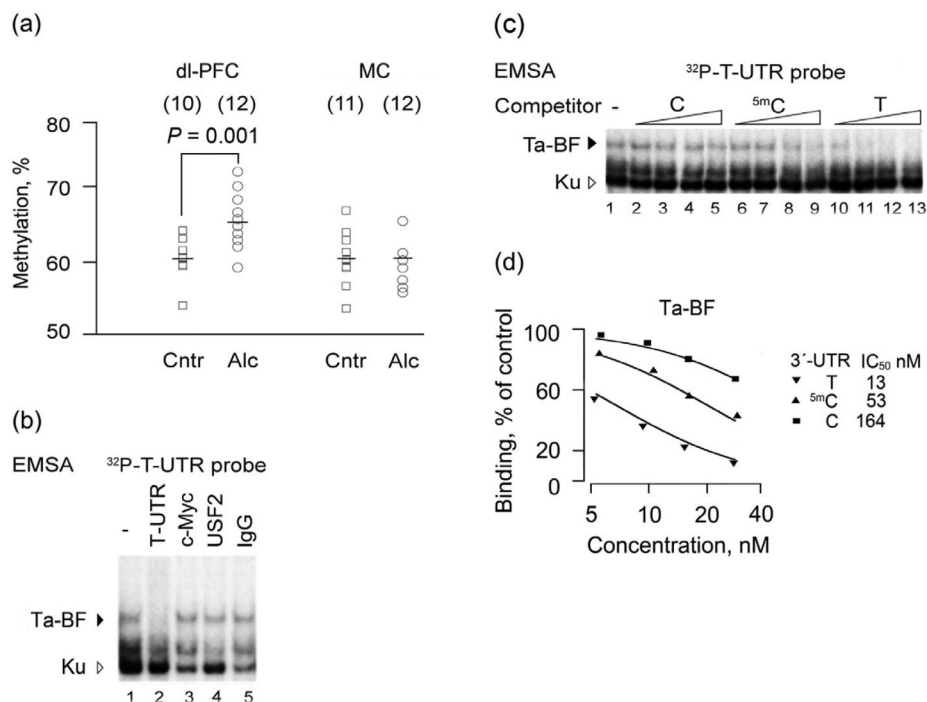 (a)
dl-PFC MC
(10) (12) (11) (12)
P = 0.001
80
70
60
50
Methylation, %
Cntr Alc Cntr Alc
(b)
EMSA ³²P-T-UTR probe
- T-UTR c-Myc USF2 IgG
Ta-BF
Ku
1 2 3 4 5
(c)
EMSA ³²P-T-UTR probe
Competitor - C ⁵ᵐC T
Ta-BF
Ku
1 2 3 4 5 6 7 8 9 10 11 12 13
(d)
Ta-BF
100
60
20
0
Binding, % of control
5 10 20 40
Concentration, nM
3´-UTR IC₅₀ nM
T 13
⁵ᵐC 53
C 164